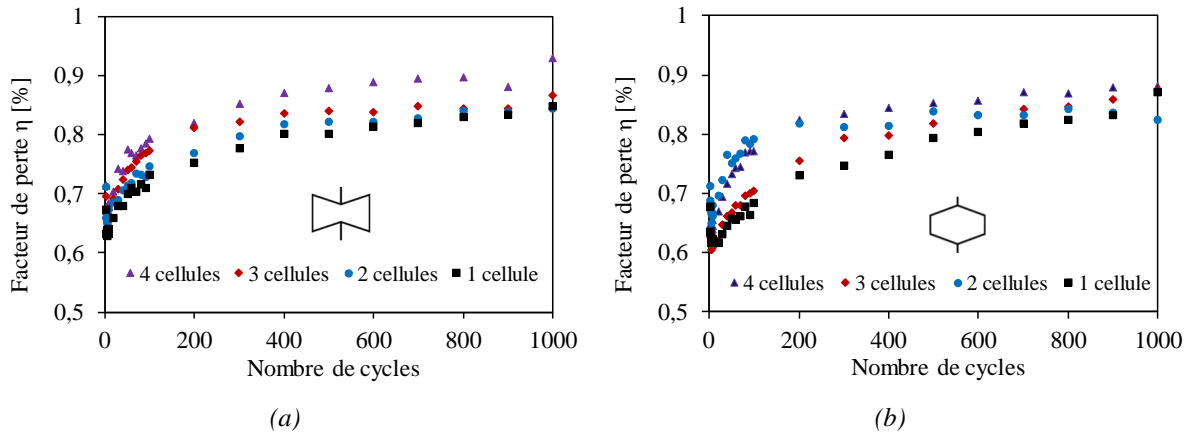 1
0,9
0,8
0,7
0,6
0,5
Facteur de perte η [%]
4 cellules 3 cellules 2 cellules 1 cellule
0 200 400 600 800 1000
Nombre de cycles
(a)
1
0,9
0,8
0,7
0,6
0,5
Facteur de perte η [%]
4 cellules 3 cellules 2 cellules 1 cellule
0 200 400 600 800 1000
Nombre de cycles
(b)